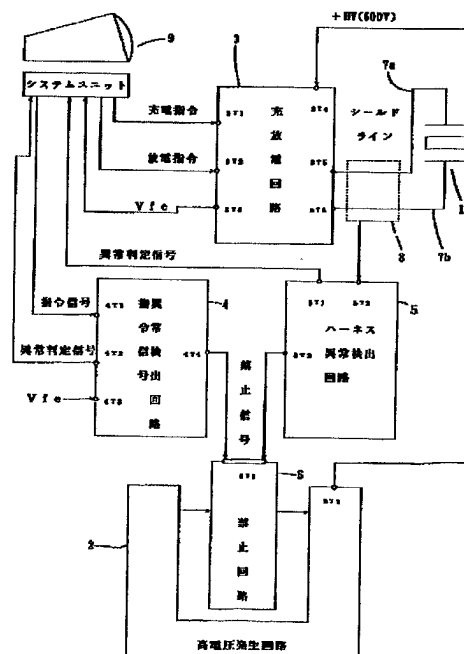 +HV(600V)
9
3
7a
システムユニット
充電指令
放電指令
Vfc
充放電回路
シールドライン
1
8
7b
異常判定信号
指令信号
異常判定信号
Vfc
4
指令信号異常検出回路
5
ハーネス異常検出回路
禁止信号
禁止回路
2
高電圧発生回路